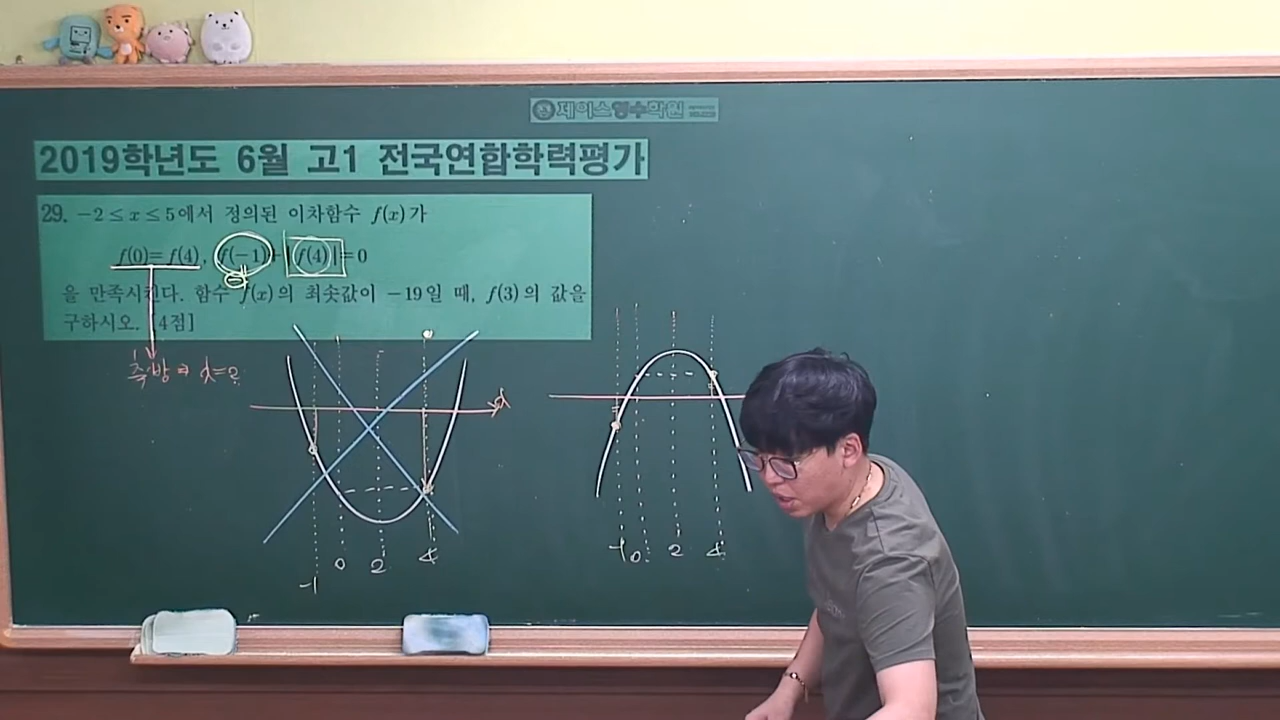 제이스영수학원
2019학년도 6월 고1 전국연합학력평가
29. -2≤x≤5에서 정의된 이차함수 f(x)가
f(0)=f(4), f(-1)+|f(4)|=0
을 만족시킨다. 함수 f(x)의 최솟값이 -19일 때, f(3)의 값을
구하시오. [4점]
-1 0 2 4
-1 0 2 4